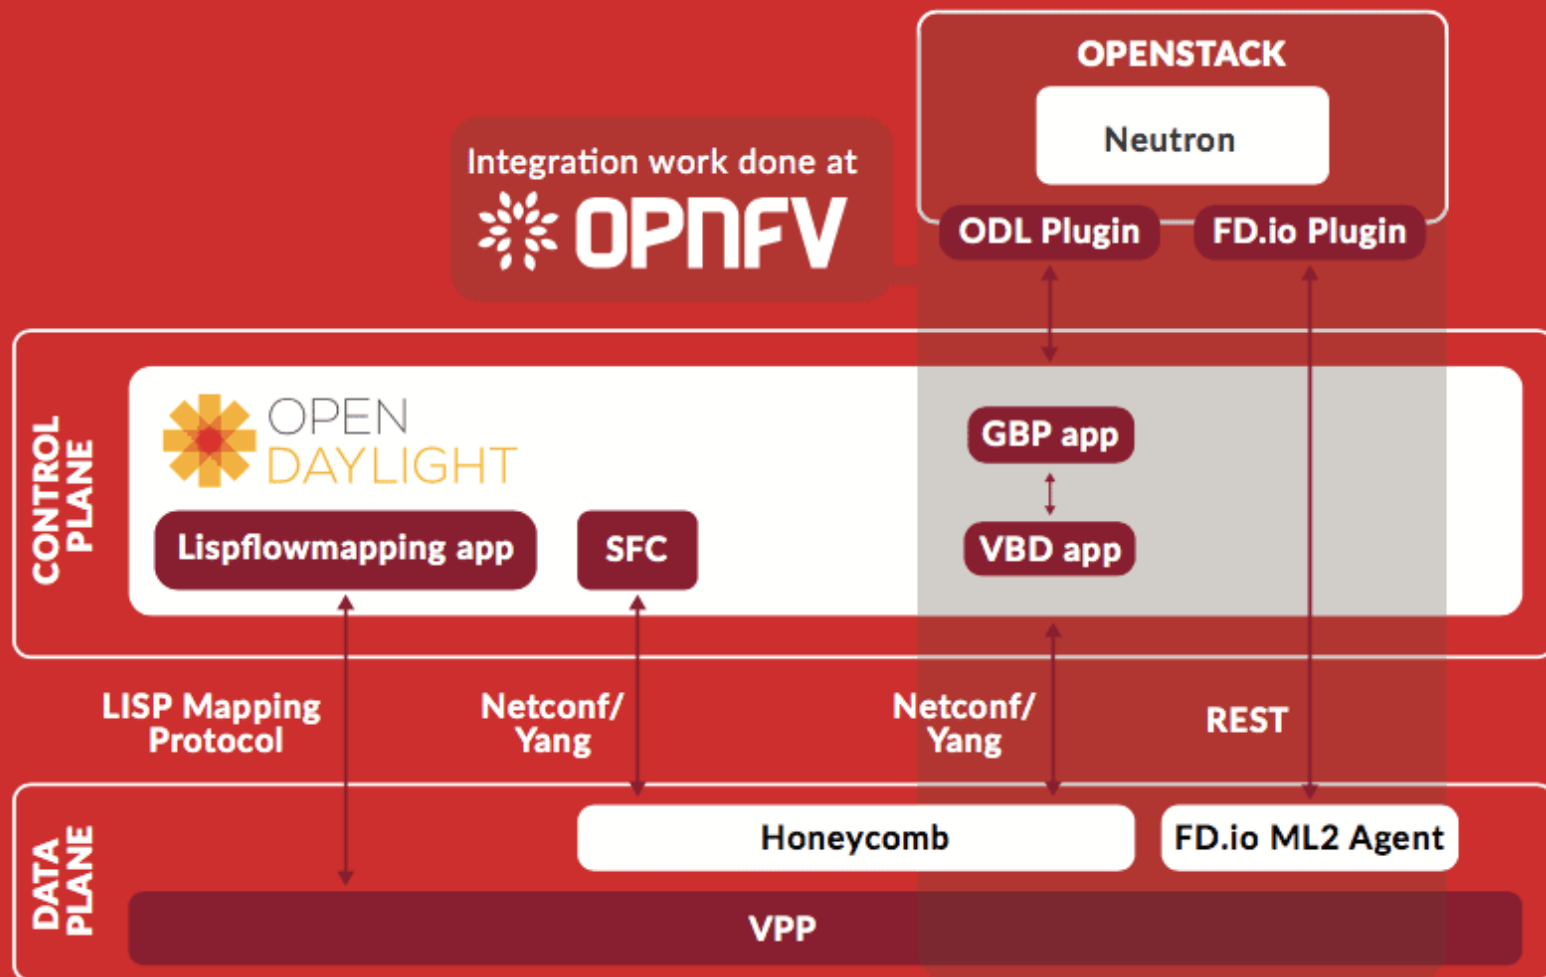 OPENSTACK
Neutron
Integration work done at
OPNFV
ODL Plugin
FD.io Plugin
CONTROL
PLANE
OPEN
DAYLIGHT
GBP app
Lispflowmapping app
SFC
VBD app
LISP Mapping
Protocol
Netconf/
Yang
Netconf/
Yang
REST
DATA
PLANE
Honeycomb
FD.io ML2 Agent
VPP